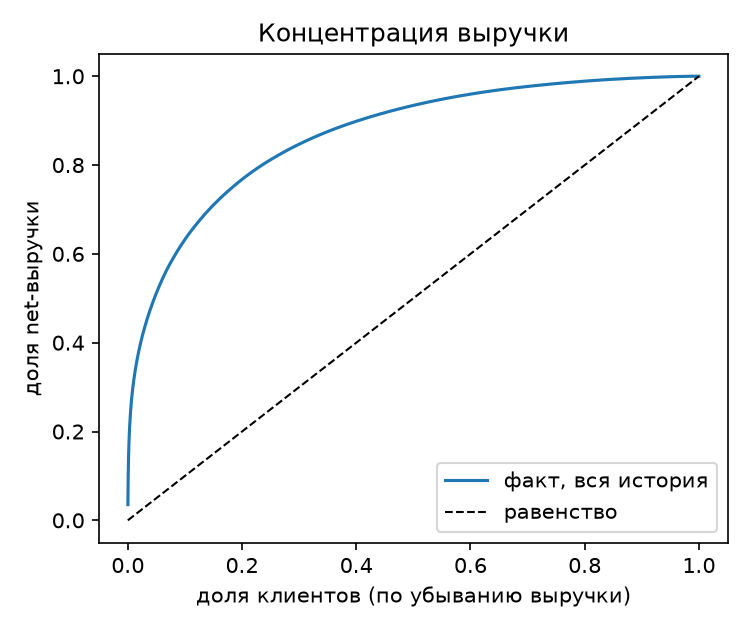 Концентрация выручки
доля net-выручки
1.0
0.8
0.6
0.4
0.2
0.0
0.0 0.2 0.4 0.6 0.8 1.0
доля клиентов (по убыванию выручки)
факт, вся история
равенство